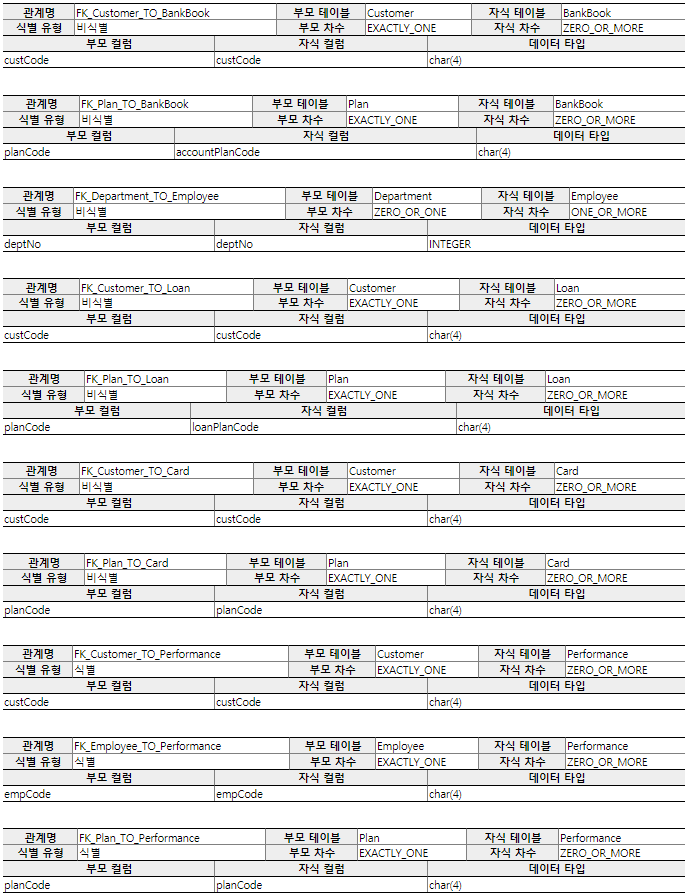 관계명 FK_Customer_TO_BankBook 부모 테이블 Customer 자식 테이블 BankBook
식별 유형 비식별 부모 차수 EXACTLY_ONE 자식 차수 ZERO_OR_MORE
부모 컬럼 자식 컬럼 데이터 타입
custCode custCode char(4)
관계명 FK_Plan_TO_BankBook 부모 테이블 Plan 자식 테이블 BankBook
식별 유형 비식별 부모 차수 EXACTLY_ONE 자식 차수 ZERO_OR_MORE
부모 컬럼 자식 컬럼 데이터 타입
planCode accountPlanCode char(4)
관계명 FK_Department_TO_Employee 부모 테이블 Department 자식 테이블 Employee
식별 유형 비식별 부모 차수 ZERO_OR_ONE 자식 차수 ONE_OR_MORE
부모 컬럼 자식 컬럼 데이터 타입
deptNo deptNo INTEGER
관계명 FK_Customer_TO_Loan 부모 테이블 Customer 자식 테이블 Loan
식별 유형 비식별 부모 차수 EXACTLY_ONE 자식 차수 ZERO_OR_MORE
부모 컬럼 자식 컬럼 데이터 타입
custCode custCode char(4)
관계명 FK_Plan_TO_Loan 부모 테이블 Plan 자식 테이블 Loan
식별 유형 비식별 부모 차수 EXACTLY_ONE 자식 차수 ZERO_OR_MORE
부모 컬럼 자식 컬럼 데이터 타입
planCode loanPlanCode char(4)
관계명 FK_Customer_TO_Card 부모 테이블 Customer 자식 테이블 Card
식별 유형 비식별 부모 차수 EXACTLY_ONE 자식 차수 ZERO_OR_MORE
부모 컬럼 자식 컬럼 데이터 타입
custCode custCode char(4)
관계명 FK_Plan_TO_Card 부모 테이블 Plan 자식 테이블 Card
식별 유형 비식별 부모 차수 EXACTLY_ONE 자식 차수 ZERO_OR_MORE
부모 컬럼 자식 컬럼 데이터 타입
planCode planCode char(4)
관계명 FK_Customer_TO_Performance 부모 테이블 Customer 자식 테이블 Performance
식별 유형 식별 부모 차수 EXACTLY_ONE 자식 차수 ZERO_OR_MORE
부모 컬럼 자식 컬럼 데이터 타입
custCode custCode char(4)
관계명 FK_Employee_TO_Performance 부모 테이블 Employee 자식 테이블 Performance
식별 유형 식별 부모 차수 EXACTLY_ONE 자식 차수 ZERO_OR_MORE
부모 컬럼 자식 컬럼 데이터 타입
empCode empCode char(4)
관계명 FK_Plan_TO_Performance 부모 테이블 Plan 자식 테이블 Performance
식별 유형 식별 부모 차수 EXACTLY_ONE 자식 차수 ZERO_OR_MORE
부모 컬럼 자식 컬럼 데이터 타입
planCode planCode char(4)